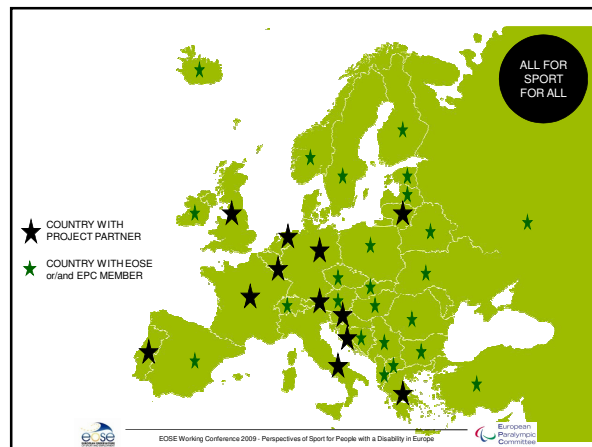 ALL FOR
SPORT
FOR ALL
COUNTRY WITH
PROJECT PARTNER
COUNTRY WITH EOSE
or/and EPC MEMBER
eose
EOSE Working Conference 2009 - Perspectives of Sport for People with a Disability in Europe
European
Paralympic
Committee